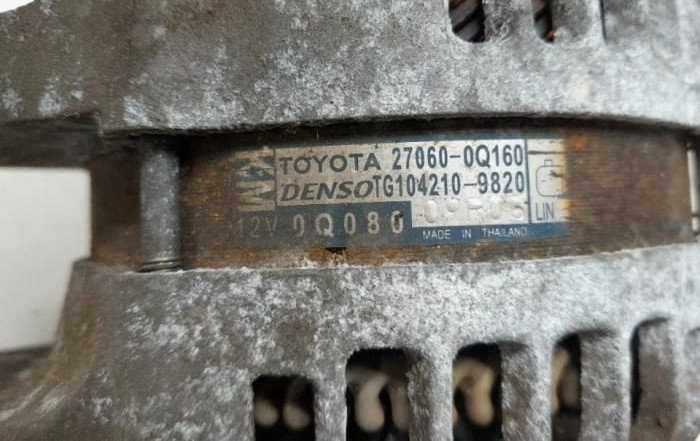 TOYOTA 27060-0Q160
DENSO TG104210-9820
12V 0Q080 LIN
MADE IN THAILAND